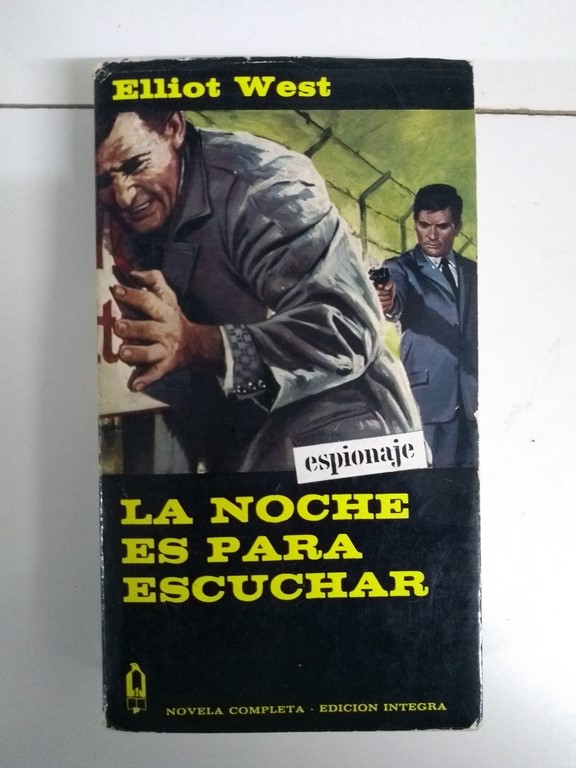 Elliot West
espionaje
LA NOCHE
ES PARA
ESCUCHAR
NOVELA COMPLETA - EDICION INTEGRA